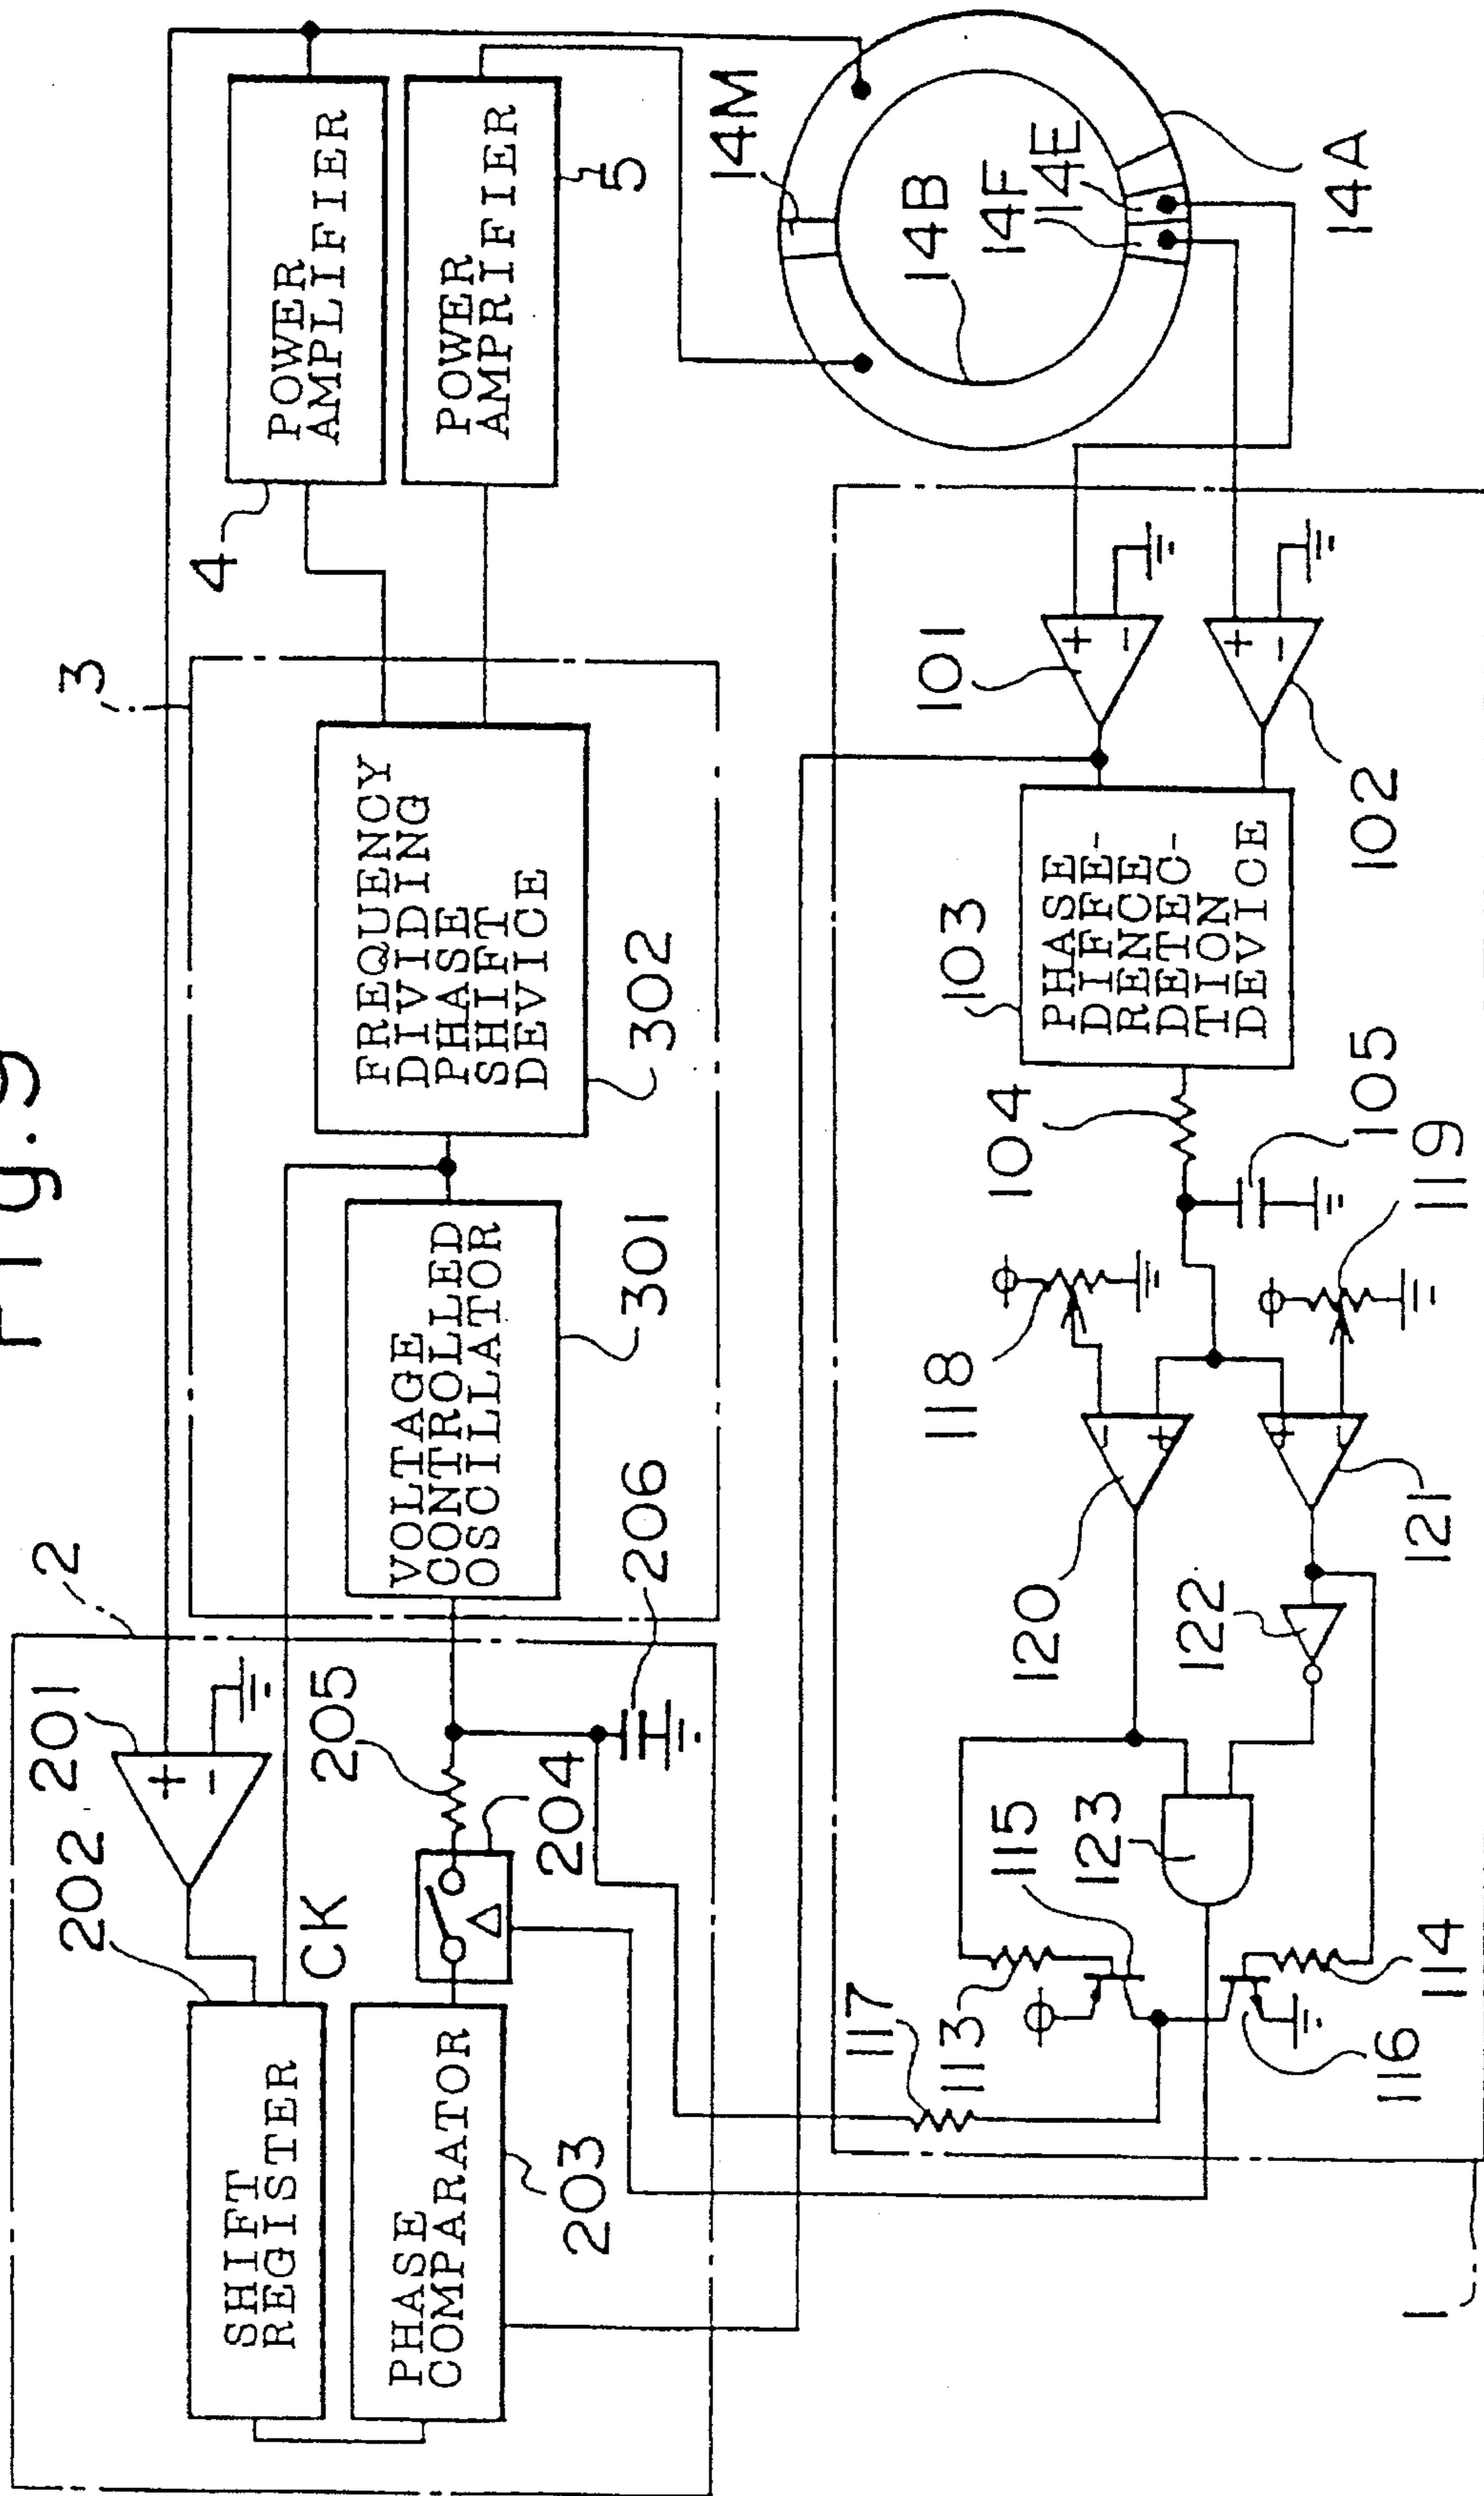 Fig.9
2
201
202
SHIFT
REGISTER
CK
PHASE
COMPARATOR
203
204
205
206
3
VOLTAGE
CONTROLLED
OSCILLATOR
301
FREQUENCY
DIVIDING
PHASE
SHIFT
DEVICE
302
4
POWER
AMPLIFIER
POWER
AMPRIFIER
5
14M
14B
14F
14E
14A
+
−
101
+
−
102
103
PHASE
DIFFE-
RENCE
DETEC-
TION
DEVICE
104
105
118
119
−
+
120
+
−
121
122
123
115
113
117
114
116
1
+
−